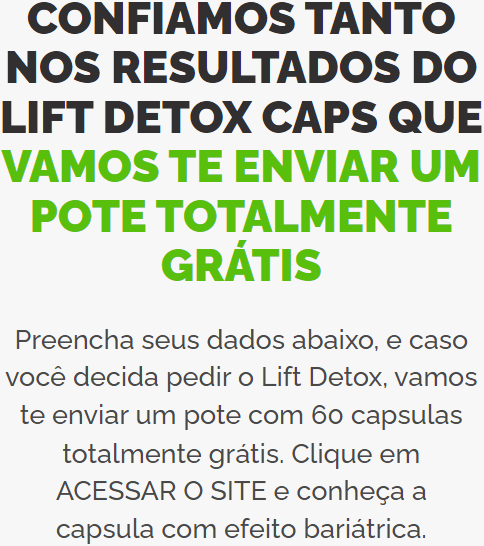 CONFIAMOS TANTO
NOS RESULTADOS DO
LIFT DETOX CAPS QUE
VAMOS TE ENVIAR UM
POTE TOTALMENTE
GRÁTIS
Preencha seus dados abaixo, e caso
você decida pedir o Lift Detox, vamos
te enviar um pote com 60 capsulas
totalmente grátis. Clique em
ACESSAR O SITE e conheça a
capsula com efeito bariátrica.